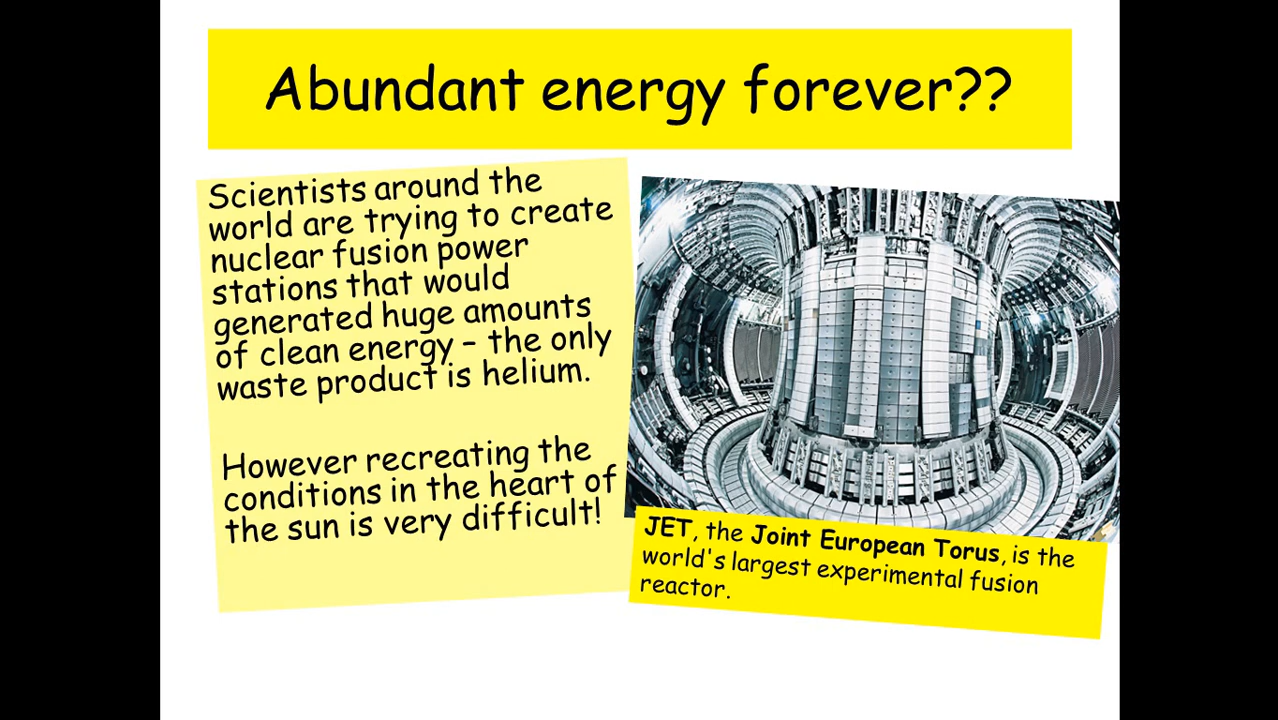 Abundant energy forever??
Scientists around the
world are trying to create
nuclear fusion power
stations that would
generated huge amounts
of clean energy – the only
waste product is helium.
However recreating the
conditions in the heart of
the sun is very difficult!
JET, the Joint European Torus, is the
world's largest experimental fusion
reactor.